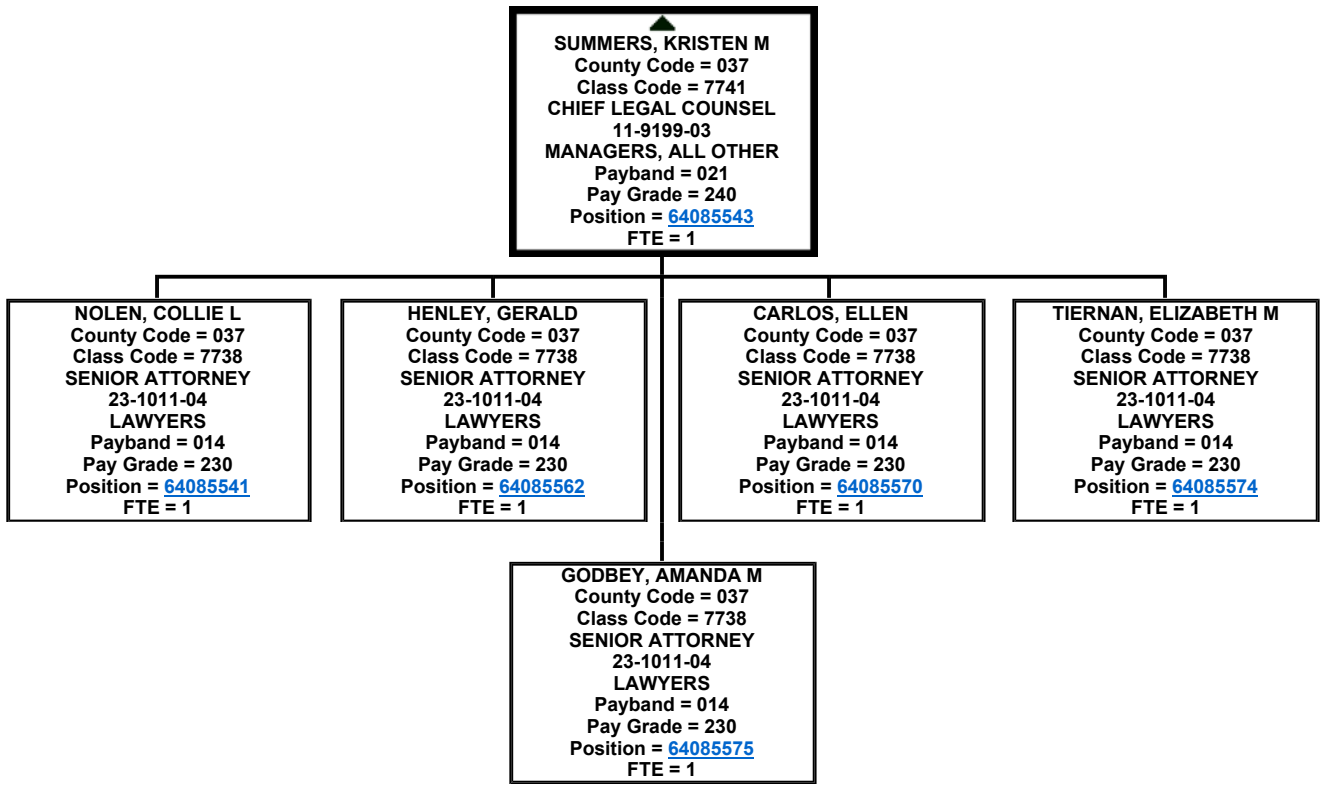 SUMMERS, KRISTEN M
County Code = 037
Class Code = 7741
CHIEF LEGAL COUNSEL
11-9199-03
MANAGERS, ALL OTHER
Payband = 021
Pay Grade = 240
Position = 64085543
FTE = 1
NOLEN, COLLIE L
County Code = 037
Class Code = 7738
SENIOR ATTORNEY
23-1011-04
LAWYERS
Payband = 014
Pay Grade = 230
Position = 64085541
FTE = 1
HENLEY, GERALD
County Code = 037
Class Code = 7738
SENIOR ATTORNEY
23-1011-04
LAWYERS
Payband = 014
Pay Grade = 230
Position = 64085562
FTE = 1
CARLOS, ELLEN
County Code = 037
Class Code = 7738
SENIOR ATTORNEY
23-1011-04
LAWYERS
Payband = 014
Pay Grade = 230
Position = 64085570
FTE = 1
TIERNAN, ELIZABETH M
County Code = 037
Class Code = 7738
SENIOR ATTORNEY
23-1011-04
LAWYERS
Payband = 014
Pay Grade = 230
Position = 64085574
FTE = 1
GODBEY, AMANDA M
County Code = 037
Class Code = 7738
SENIOR ATTORNEY
23-1011-04
LAWYERS
Payband = 014
Pay Grade = 230
Position = 64085575
FTE = 1